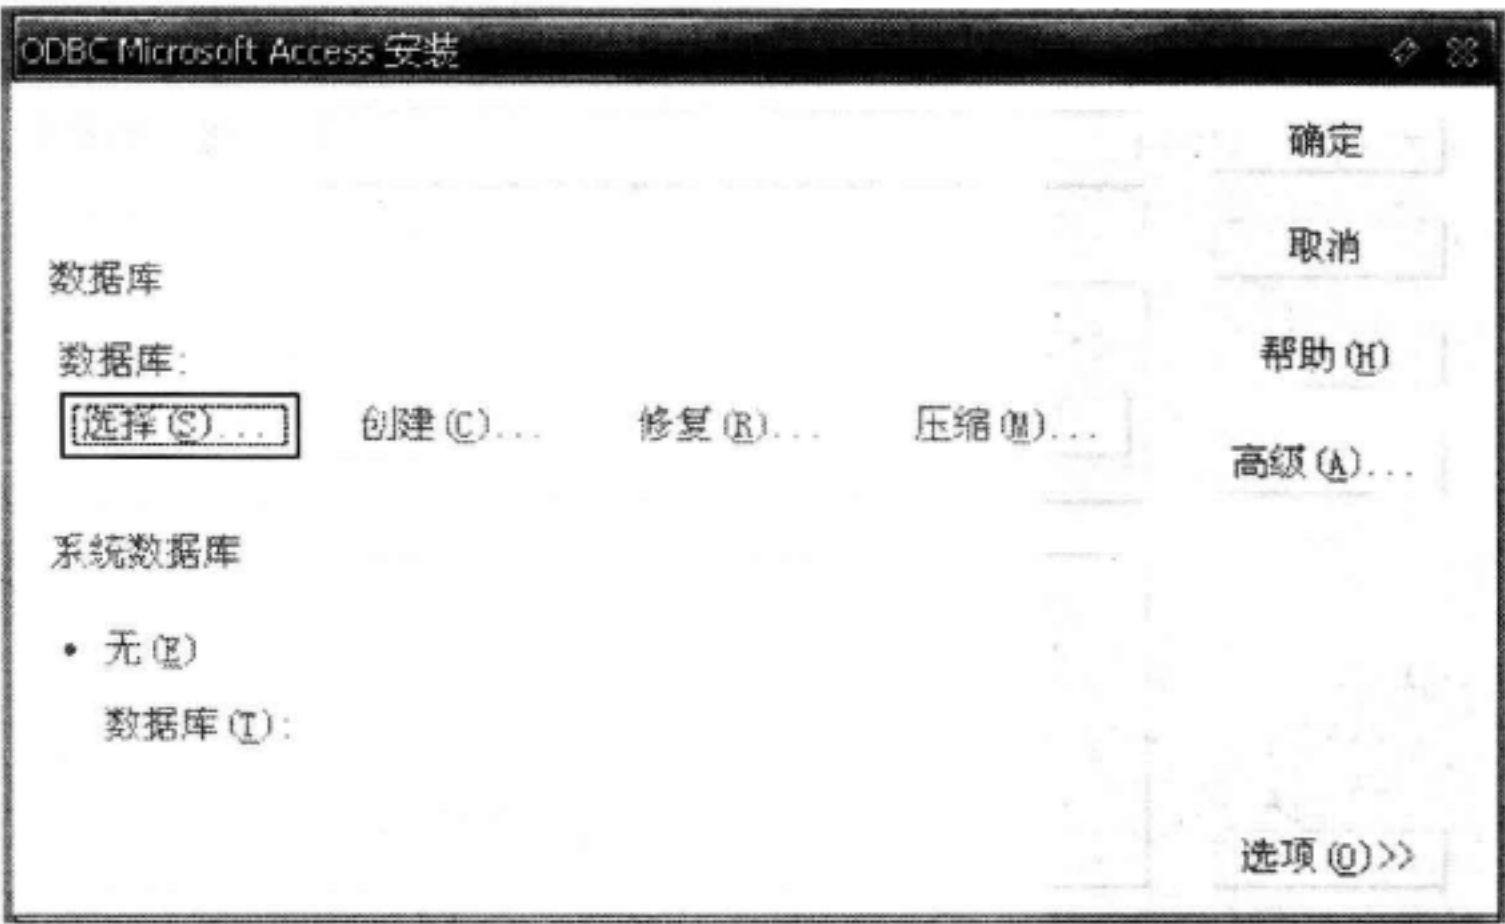 ODBC Microsoft Access 安装
确定
取消
数据库
数据库:
帮助(H)
选择(S)... 创建(C)... 修复(R)... 压缩(M)...
高级(A)...
系统数据库
无(E)
数据库(T):
选项(O)>>